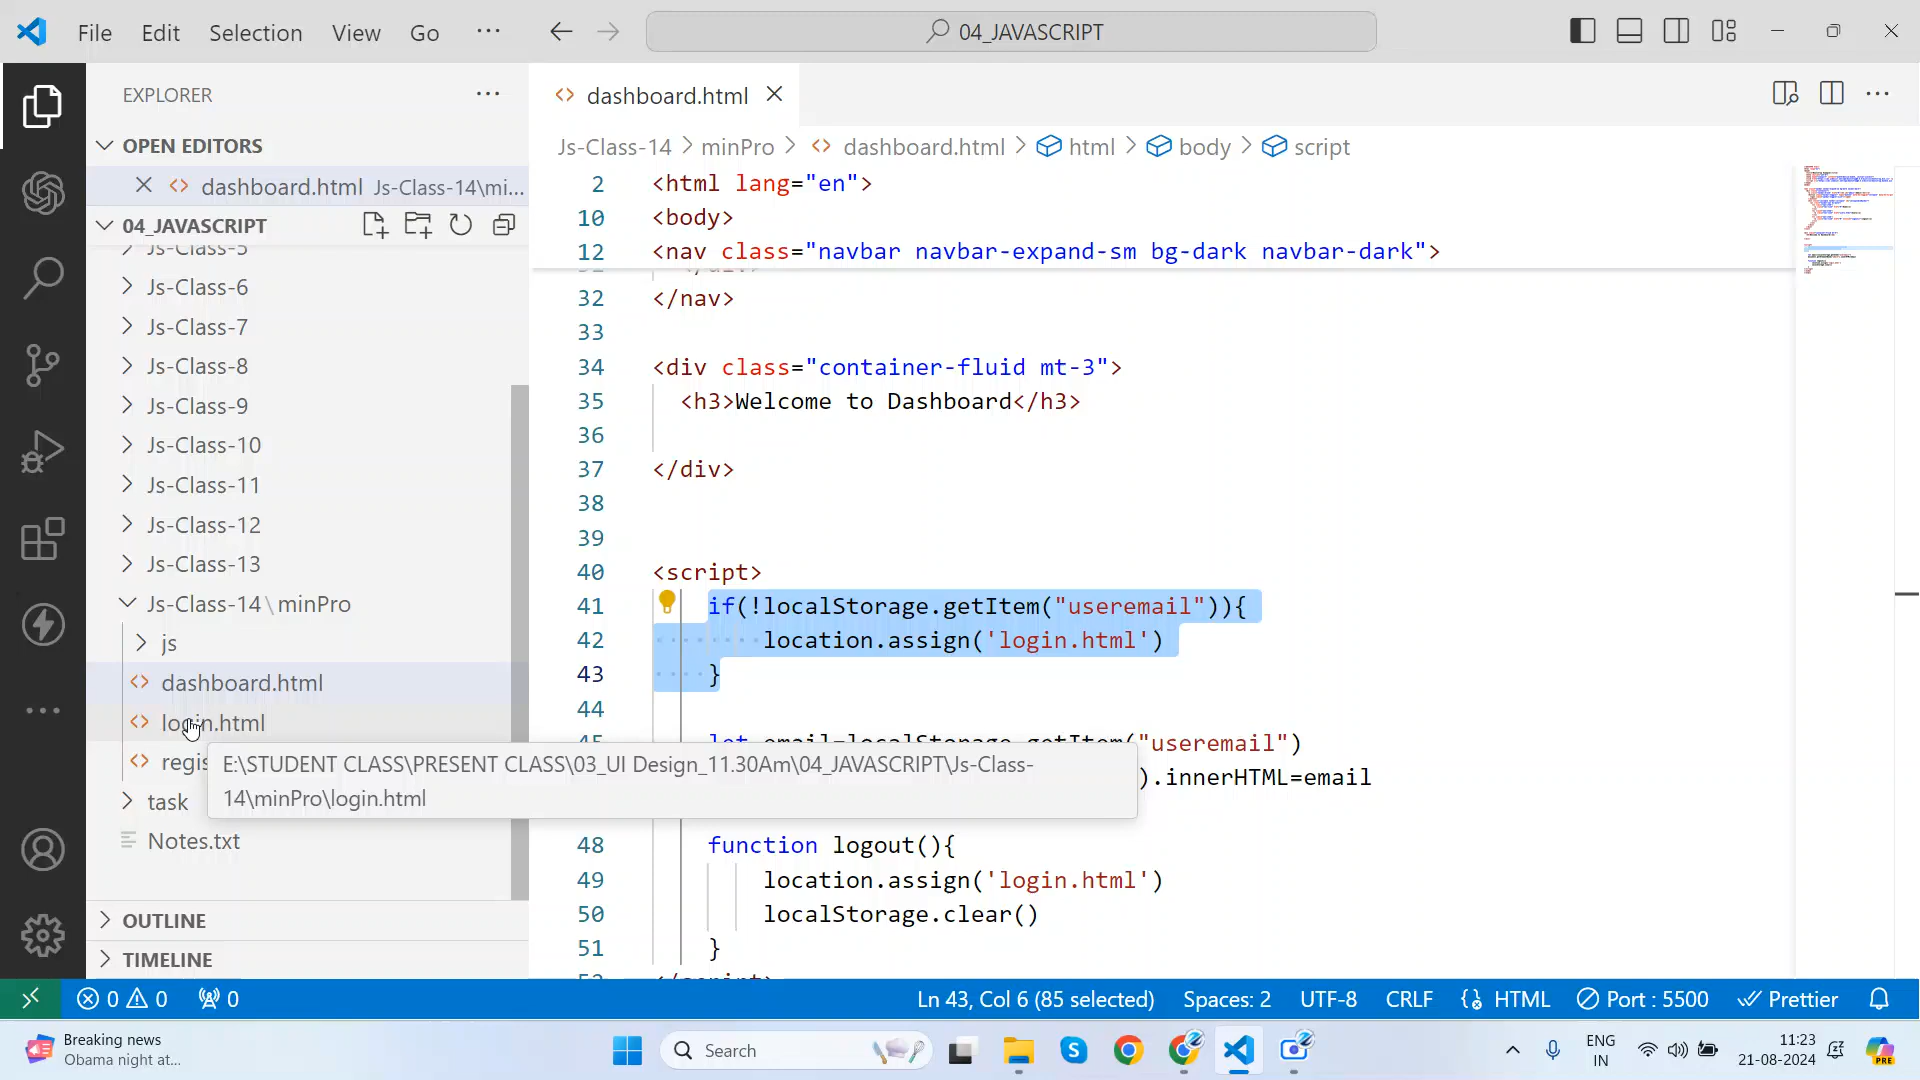 File Edit Selection View Go ··· 04_JAVASCRIPT
EXPLORER ···
OPEN EDITORS
dashboard.html Js-Class-14\mi...
04_JAVASCRIPT
Js-Class-5
Js-Class-6
Js-Class-7
Js-Class-8
Js-Class-9
Js-Class-10
Js-Class-11
Js-Class-12
Js-Class-13
Js-Class-14\minPro
js
dashboard.html
login.html
regis
E:\STUDENT CLASS\PRESENT CLASS\03_UI Design_11.30Am\04_JAVASCRIPT\Js-Class-
14\minPro\login.html
task
Notes.txt
OUTLINE
TIMELINE
dashboard.html
Js-Class-14 > minPro > <> dashboard.html > html > body > script
2 <html lang="en">
10 <body>
12 <nav class="navbar navbar-expand-sm bg-dark navbar-dark">
32 </nav>
33
34 <div class="container-fluid mt-3">
35 <h3>Welcome to Dashboard</h3>
36
37 </div>
38
39
40 <script>
41 if(!localStorage.getItem("useremail")){
42 location.assign('login.html')
43 }
44
45 let email=localStorage.getItem("useremail")
).innerHTML=email
48 function logout(){
49 location.assign('login.html')
50 localStorage.clear()
51 }
52 </script>
0 0 0 Ln 43, Col 6 (85 selected) Spaces: 2 UTF-8 CRLF HTML Port : 5500 Prettier
Breaking news
Obama night at...
Search
ENG
IN
11:23
21-08-2024
PRE